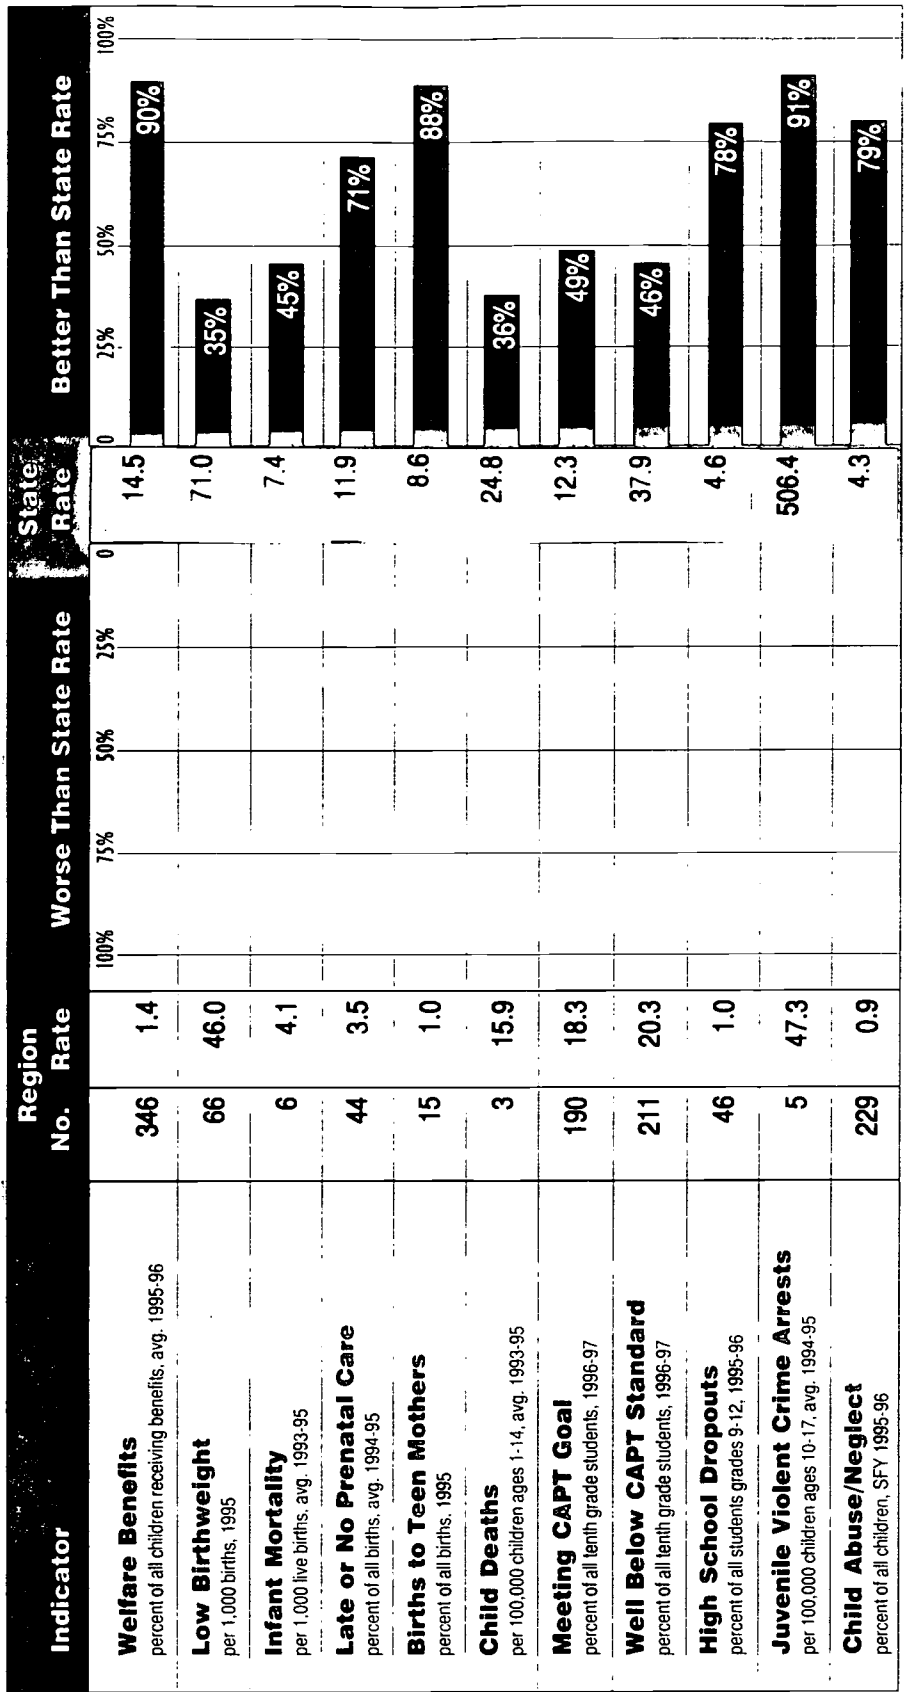 Indicator
Region
No. Rate
Worse Than State Rate
State
Rate
Better Than State Rate
100% 75% 50% 25% 0
0 25% 50% 75% 100%
Welfare Benefits
percent of all children receiving benefits, avg. 1995-96
346 1.4 14.5 90%
Low Birthweight
per 1,000 births, 1995
66 46.0 71.0 35%
Infant Mortality
per 1,000 live births, avg. 1993-95
6 4.1 7.4 45%
Late or No Prenatal Care
percent of all births, avg. 1994-95
44 3.5 11.9 71%
Births to Teen Mothers
percent of all births, 1995
15 1.0 8.6 88%
Child Deaths
per 100,000 children ages 1-14, avg. 1993-95
3 15.9 24.8 36%
Meeting CAPT Goal
percent of all tenth grade students, 1996-97
190 18.3 12.3 49%
Well Below CAPT Standard
percent of all tenth grade students, 1996-97
211 20.3 37.9 46%
High School Dropouts
percent of all students grades 9-12, 1995-96
46 1.0 4.6 78%
Juvenile Violent Crime Arrests
per 100,000 children ages 10-17, avg. 1994-95
5 47.3 506.4 91%
Child Abuse/Neglect
percent of all children, SFY 1995-96
229 0.9 4.3 79%